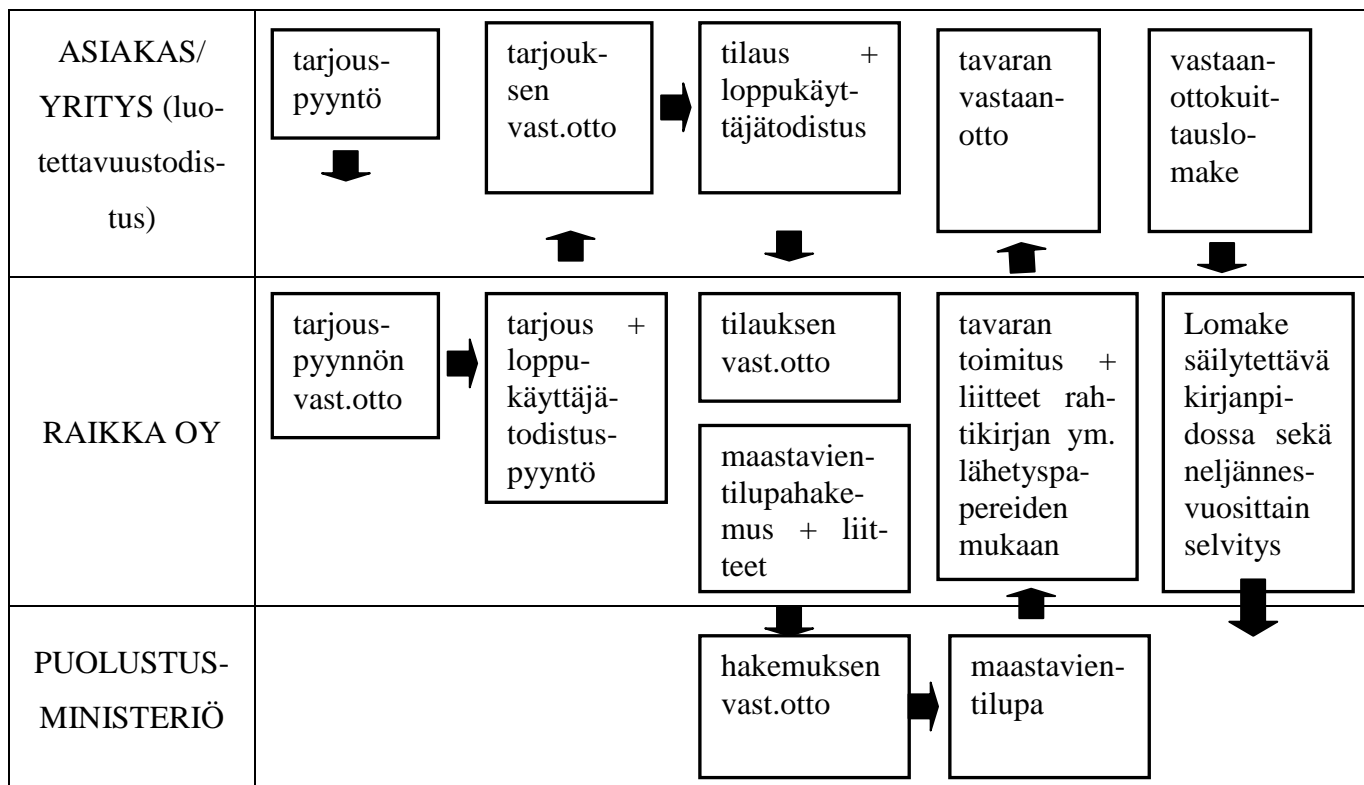 ASIAKAS/
YRITYS (luo-
tettavuustodis-
tus)
tarjous-
pyyntö
tarjouk-
sen
vast.otto
tilaus +
loppukäyt-
täjätodistus
tavaran
vastaan-
otto
vastaan-
ottokuit-
tauslo-
make
RAIKKA OY
tarjous-
pyynnön
vast.otto
tarjous +
loppu-
käyttäjä-
todistus-
pyyntö
tilauksen
vast.otto
maastavien-
tilupahake-
mus + liit-
teet
tavaran
toimitus +
liitteet rah-
tikirjan ym.
lähetyspa-
pereiden
mukaan
Lomake
säilytettävä
kirjanpi-
dossa sekä
neljännes-
vuosittain
selvitys
PUOLUSTUS-
MINISTERIÖ
hakemuksen
vast.otto
maastavien-
tilupa